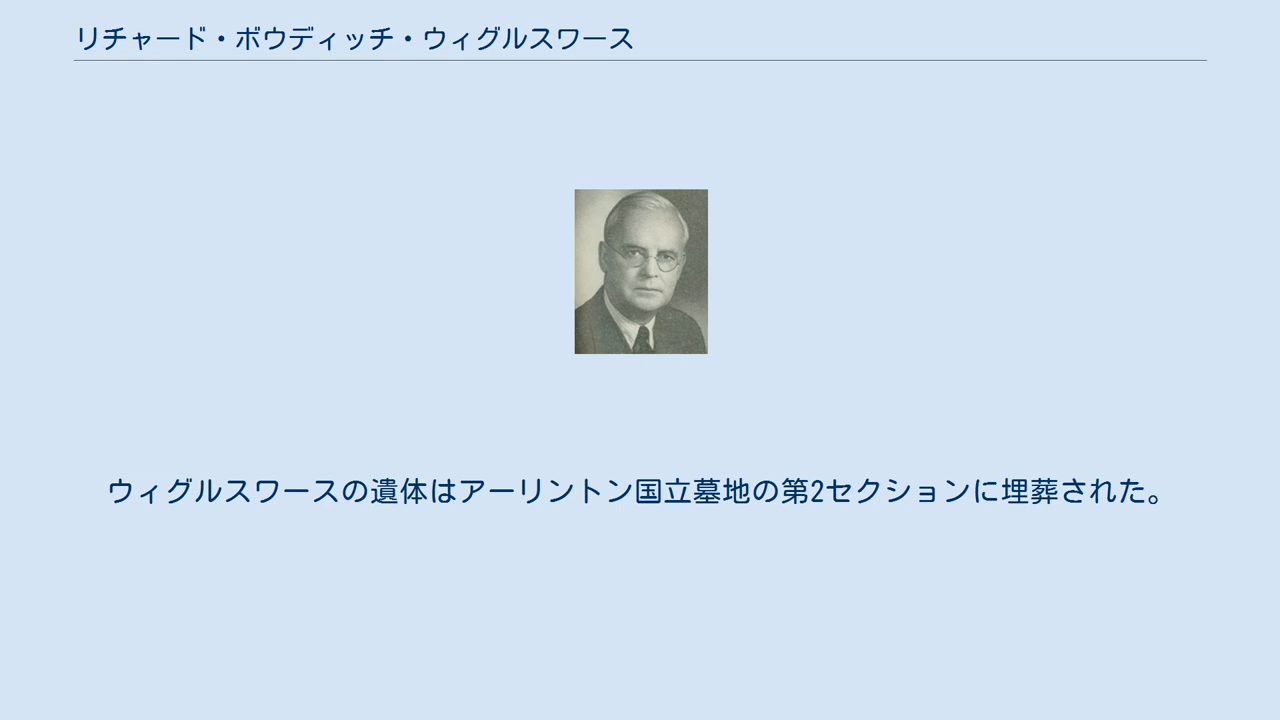 リチャード・ボウディッチ・ウィグルスワース
ウィグルスワースの遺体はアーリントン国立墓地の第2セクションに埋葬された。